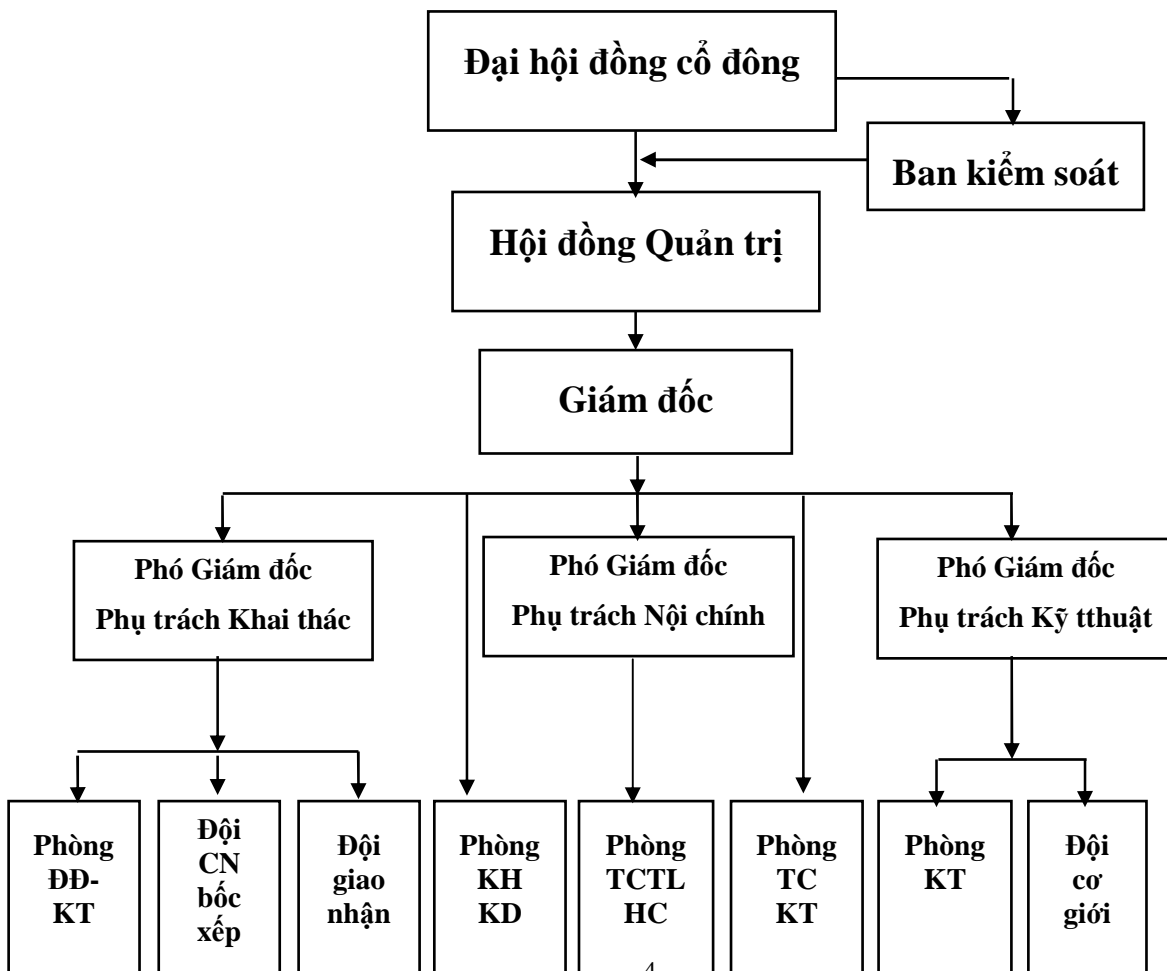 Đại hội đồng cổ đông
Ban kiểm soát
Hội đồng Quản trị
Giám đốc
Phó Giám đốc
Phụ trách Khai thác
Phó Giám đốc
Phụ trách Nội chính
Phó Giám đốc
Phụ trách Kỹ tthuật
Phòng
ĐĐ-
KT
Đội
CN
bốc
xếp
Đội
giao
nhận
Phòng
KH
KD
Phòng
TCTL
HC
Phòng
TC
KT
Phòng
KT
Đội
cơ
giới
4